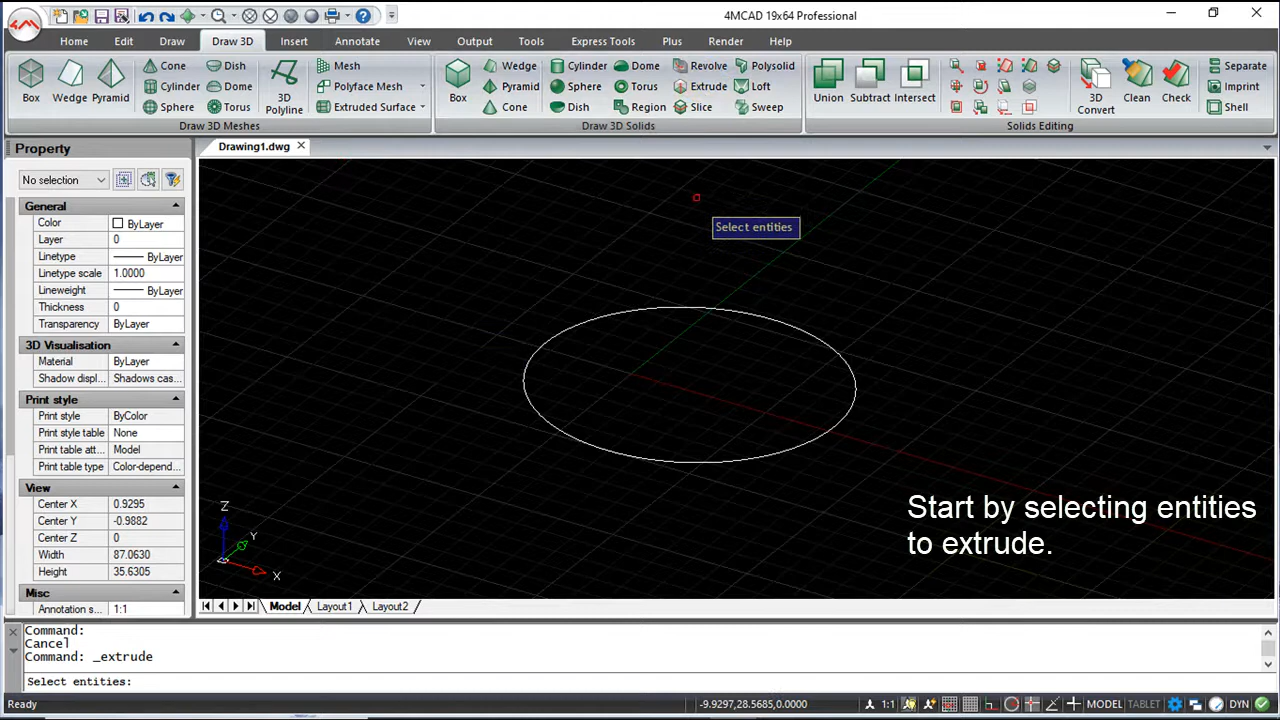 4MCAD 19x64 Professional
Home Edit Draw Draw 3D Insert Annotate View Output Tools Express Tools Plus Render Help
Box Wedge Pyramid Cone Dish Cylinder Dome Sphere Torus 3D Polyline Mesh Polyface Mesh Extruded Surface
Draw 3D Meshes
Box Wedge Cylinder Dome Revolve Polysolid
Pyramid Sphere Torus Extrude Loft
Cone Dish Region Slice Sweep
Draw 3D Solids
Union Subtract Intersect 3D Convert Clean Check Separate Imprint Shell
Solids Editing
Property
Drawing1.dwg
No selection
General
Color ByLayer
Layer 0
Linetype ByLayer
Linetype scale 1.0000
Lineweight ByLayer
Thickness 0
Transparency ByLayer
3D Visualisation
Material ByLayer
Shadow displ... Shadows cas...
Print style
Print style ByColor
Print style table None
Print table att... Model
Print table type Color-depend...
View
Center X 0.9295
Center Y -0.9882
Center Z 0
Width 87.0630
Height 35.6305
Misc
Annotation s... 1:1
Select entities
Start by selecting entities
to extrude.
Z
Y
X
Model Layout1 Layout2
Command:
Cancel
Command: _extrude
Select entities:
Ready -9.9297,28.5685,0.0000 1:1 MODEL TABLET DYN